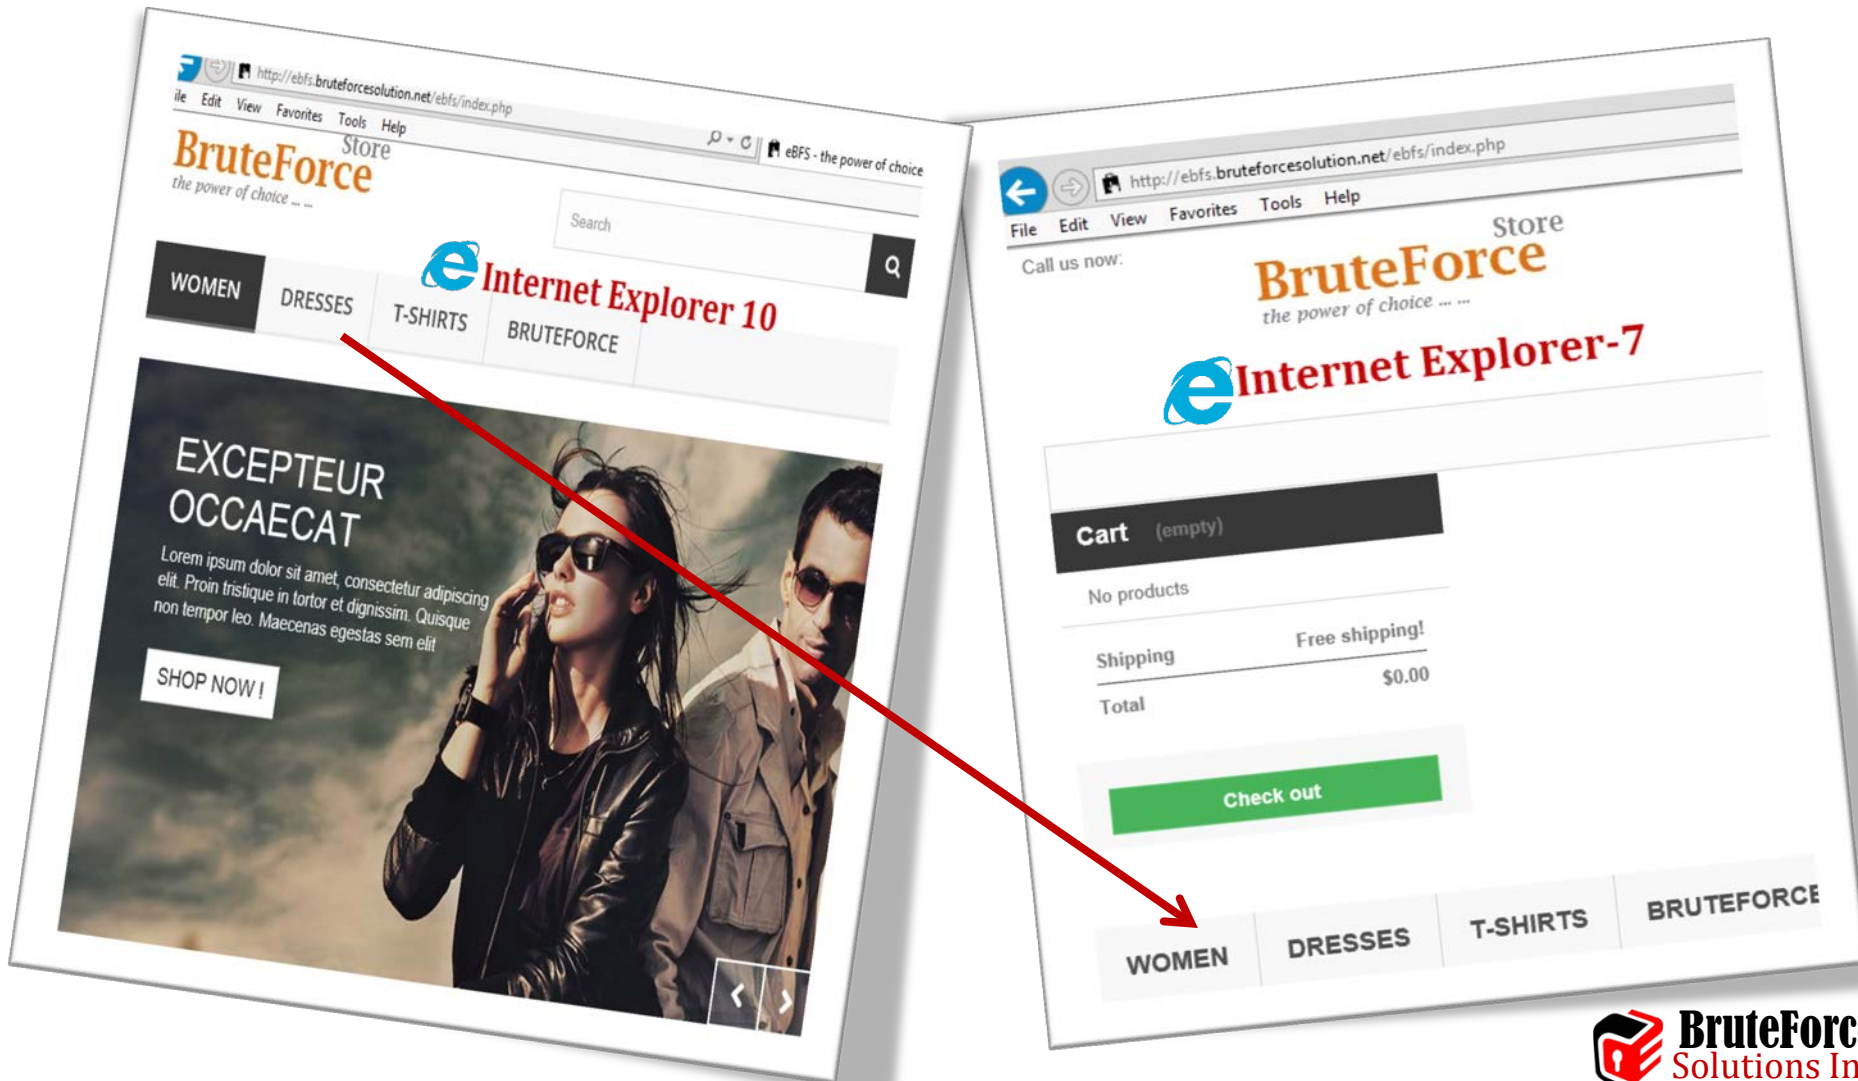 http://ebfs.bruteforcesolution.net/ebfs/index.php
eBFS - the power of choice
ile Edit View Favorites Tools Help
BruteForce Store
the power of choice ... ...
Search
Internet Explorer 10
WOMEN DRESSES T-SHIRTS BRUTEFORCE
EXCEPTEUR
OCCAECAT
Lorem ipsum dolor sit amet, consectetur adipiscing
elit. Proin tristique in tortor et dignissim. Quisque
non tempor leo. Maecenas egestas sem elit
SHOP NOW !
http://ebfs.bruteforcesolution.net/ebfs/index.php
File Edit View Favorites Tools Help
Call us now:
BruteForce Store
the power of choice ... ...
Internet Explorer-7
Cart (empty)
No products
Shipping Free shipping!
Total $0.00
Check out
WOMEN DRESSES T-SHIRTS BRUTEFORCE
BruteForc
Solutions In